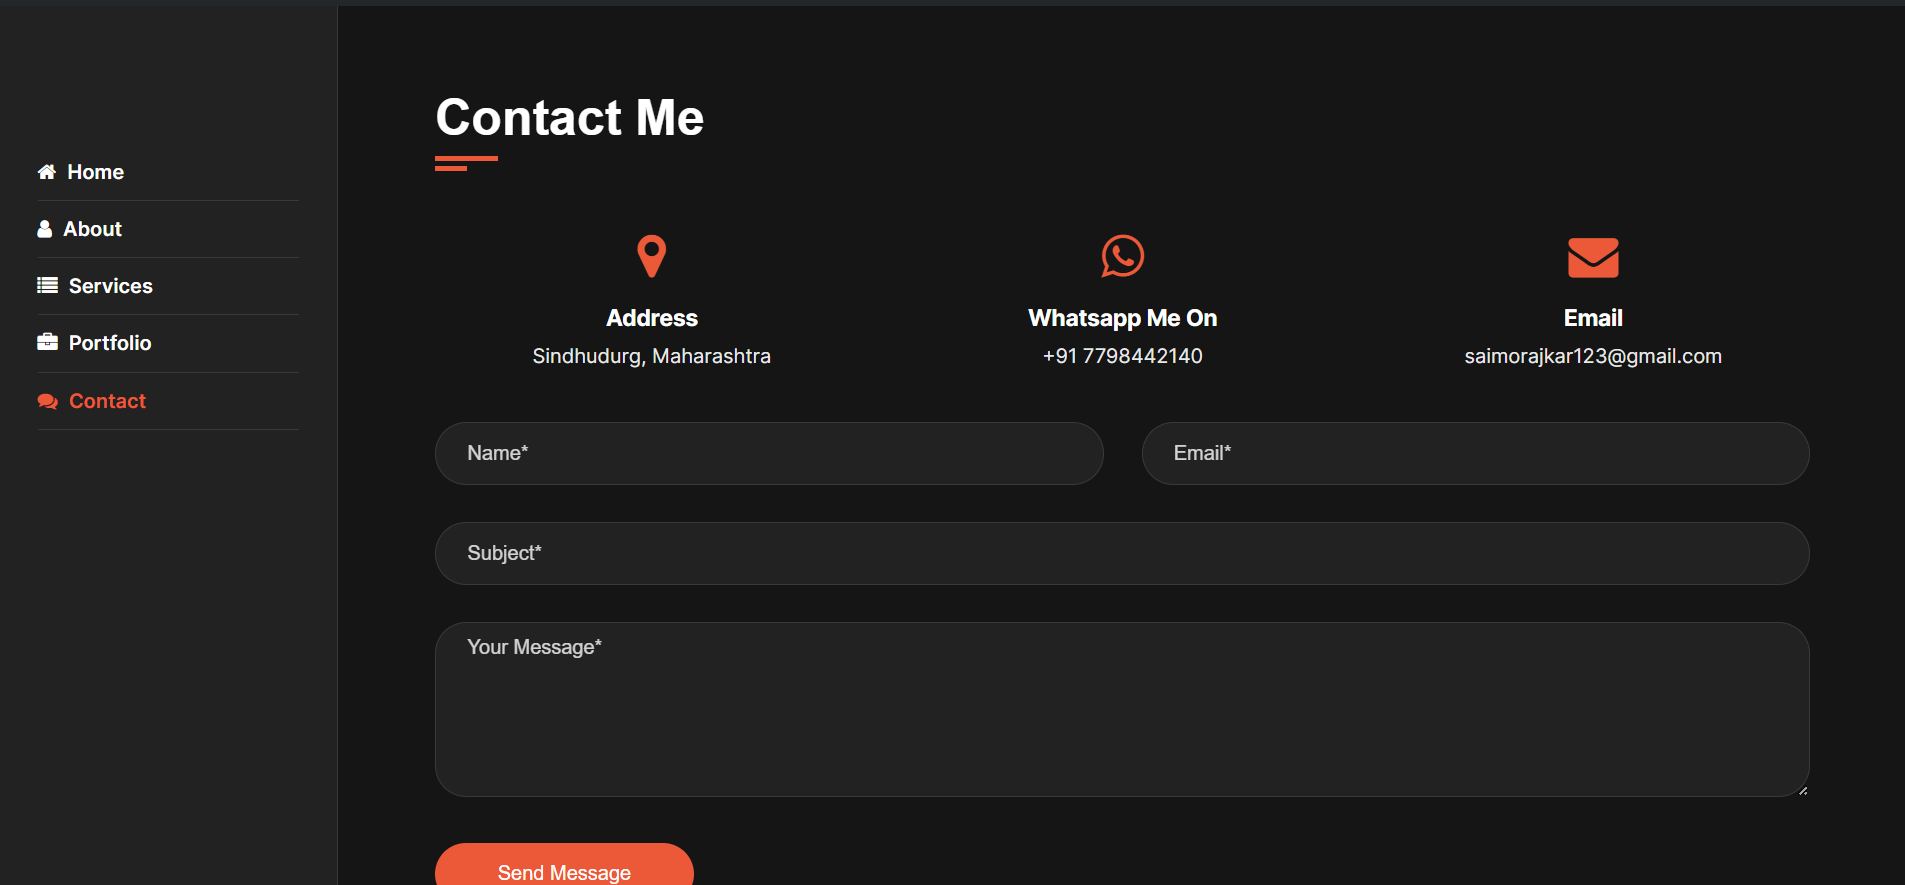 Home
About
Services
Portfolio
Contact
Contact Me
Address
Sindhudurg, Maharashtra
Whatsapp Me On
+91 7798442140
Email
saimorajkar123@gmail.com
Name*
Email*
Subject*
Your Message*
Send Message